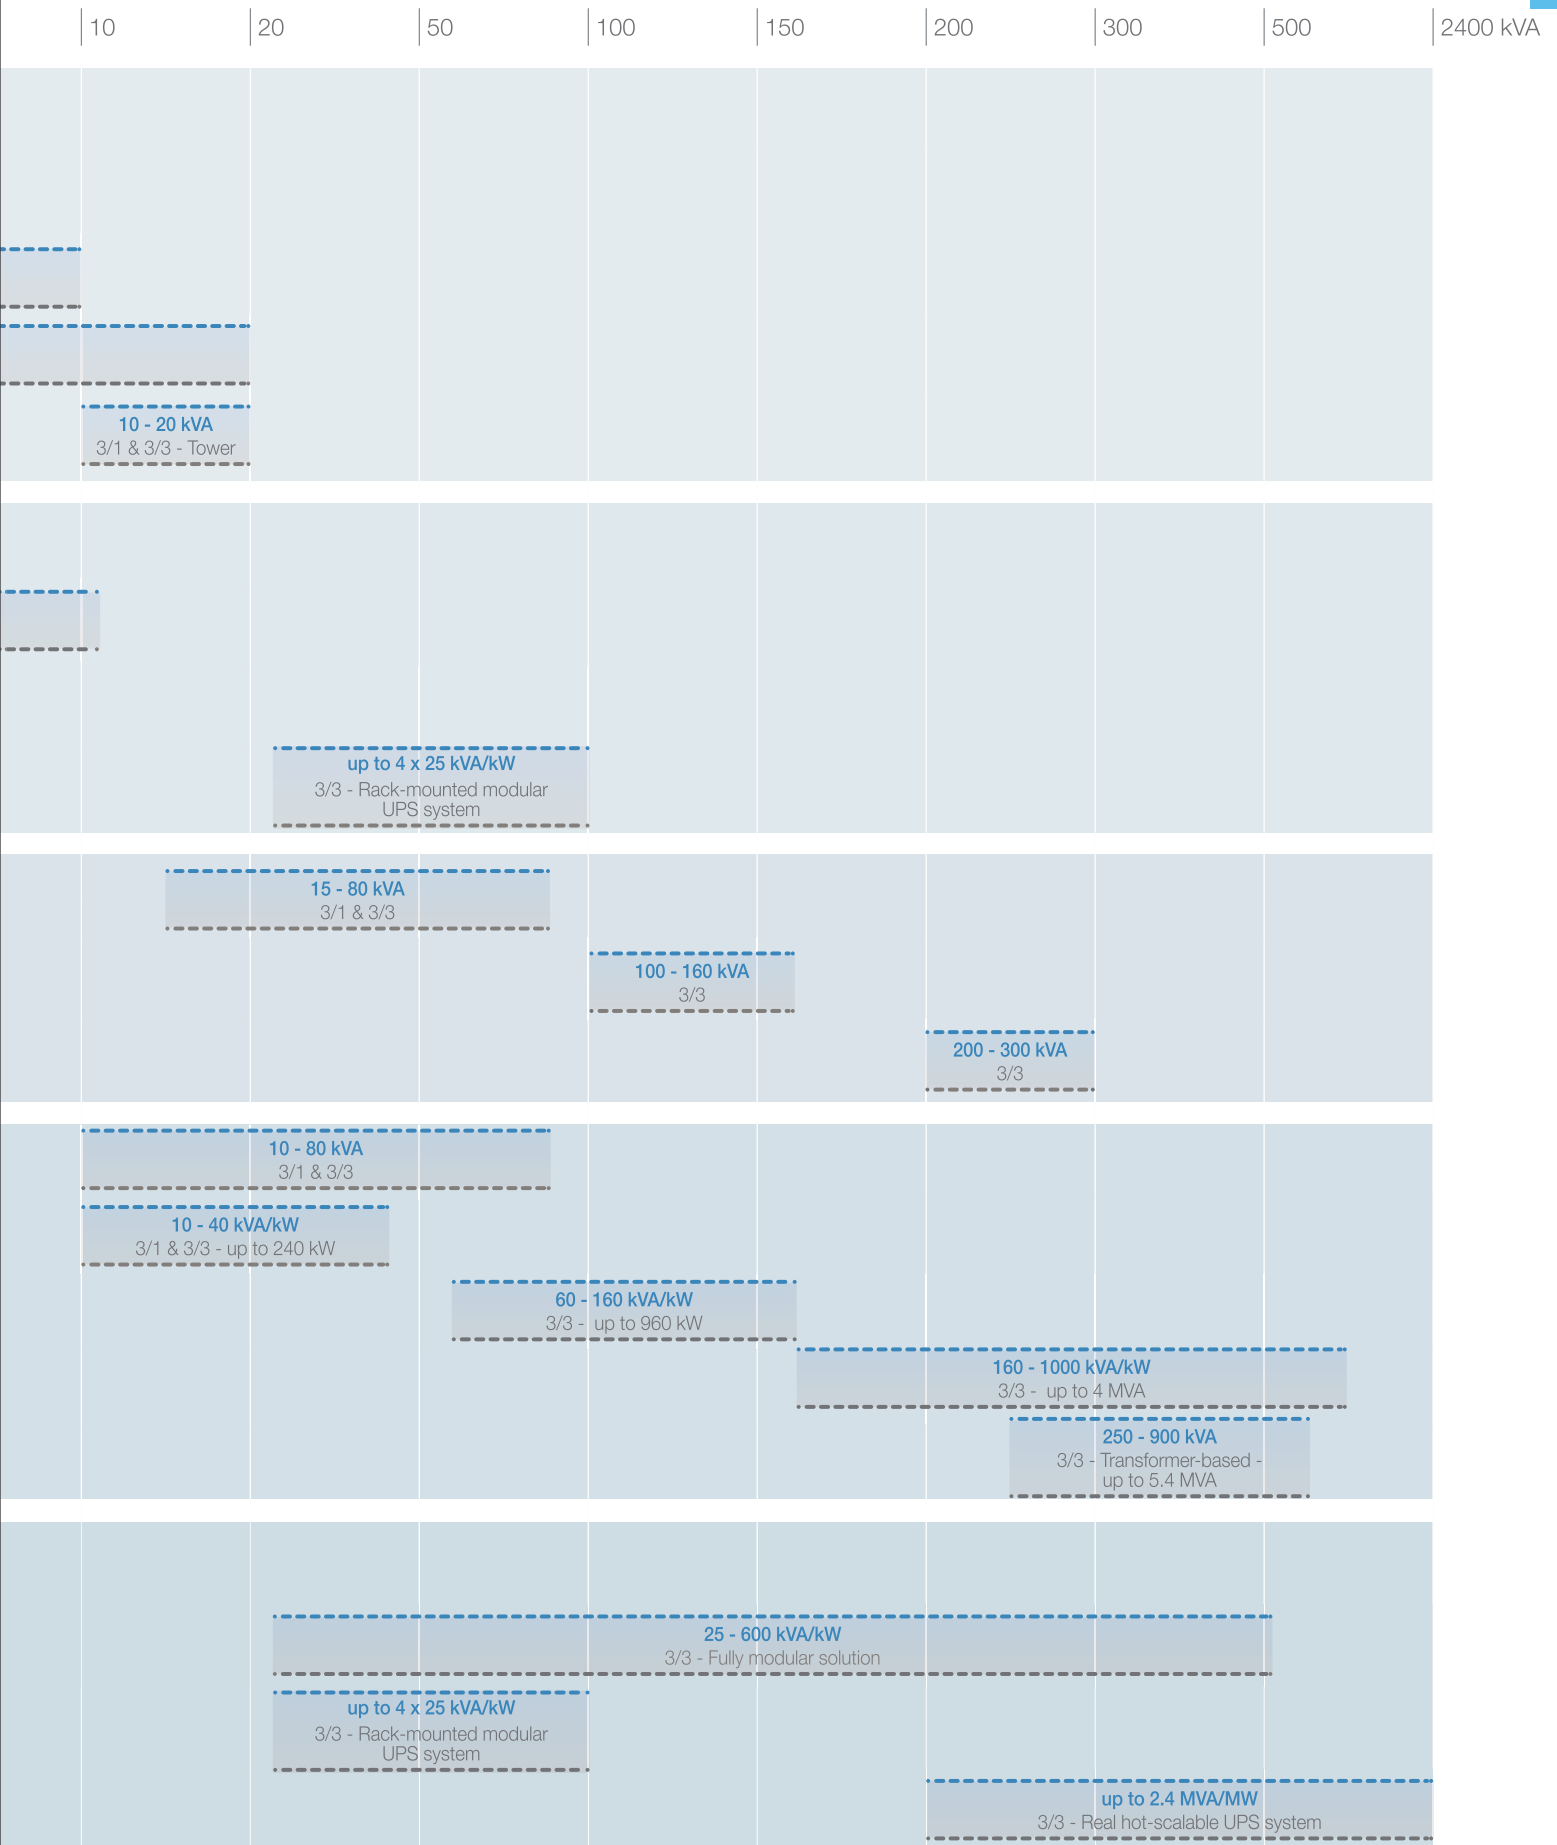 10 20 50 100 150 200 300 500 2400 kVA
10 - 20 kVA
3/1 & 3/3 - Tower
up to 4 x 25 kVA/kW
3/3 - Rack-mounted modular
UPS system
15 - 80 kVA
3/1 & 3/3
100 - 160 kVA
3/3
200 - 300 kVA
3/3
10 - 80 kVA
3/1 & 3/3
10 - 40 kVA/kW
3/1 & 3/3 - up to 240 kW
60 - 160 kVA/kW
3/3 - up to 960 kW
160 - 1000 kVA/kW
3/3 - up to 4 MVA
250 - 900 kVA
3/3 - Transformer-based -
up to 5.4 MVA
25 - 600 kVA/kW
3/3 - Fully modular solution
up to 4 x 25 kVA/kW
3/3 - Rack-mounted modular
UPS system
up to 2.4 MVA/MW
3/3 - Real hot-scalable UPS system